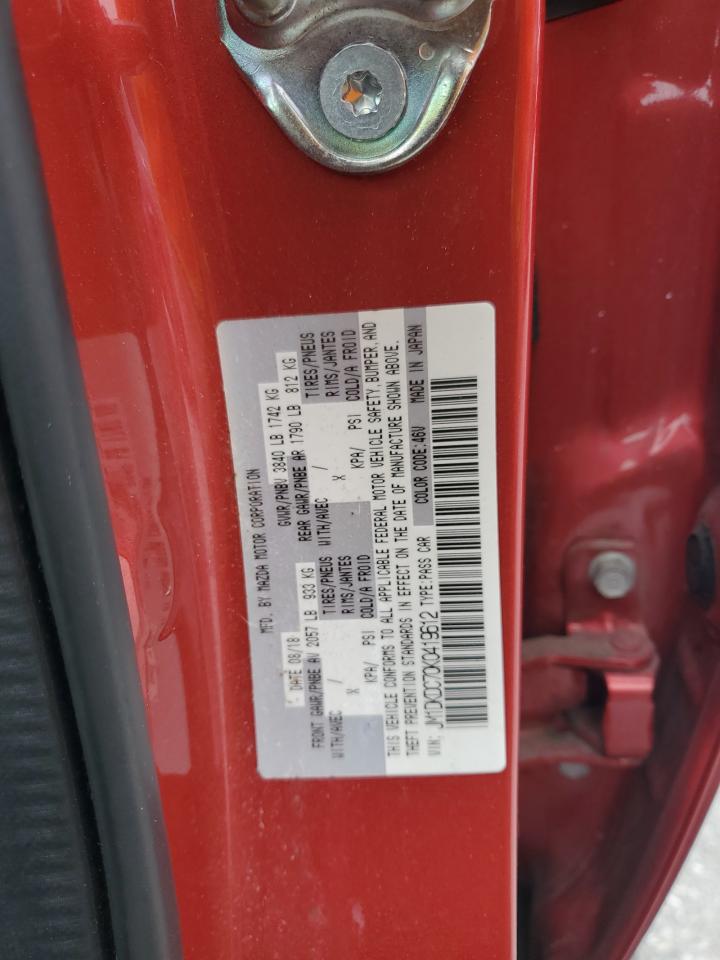 MFD. BY MAZDA MOTOR CORPORATION
DATE 08/18 GVWR/PNBV 3840 LB 1742 KG
FRONT GAWR/PNBE AV 2057 LB 933 KG REAR GAWR/PNBE AR 1790 LB 812 KG
WITH/AVEC / TIRES/PNEUS WITH/AVEC / TIRES/PNEUS
X RIMS/JANTES X RIMS/JANTES
KPA/ PSI COLD/A FROID KPA/ PSI COLD/A FROID
THIS VEHICLE CONFORMS TO ALL APPLICABLE FEDERAL MOTOR VEHICLE SAFETY, BUMPER, AND
THEFT PREVENTION STANDARDS IN EFFECT ON THE DATE OF MANUFACTURE SHOWN ABOVE.
VIN: JM1DKDC70K0419612 TYPE:PASS CAR COLOR CODE:46V MADE IN JAPAN